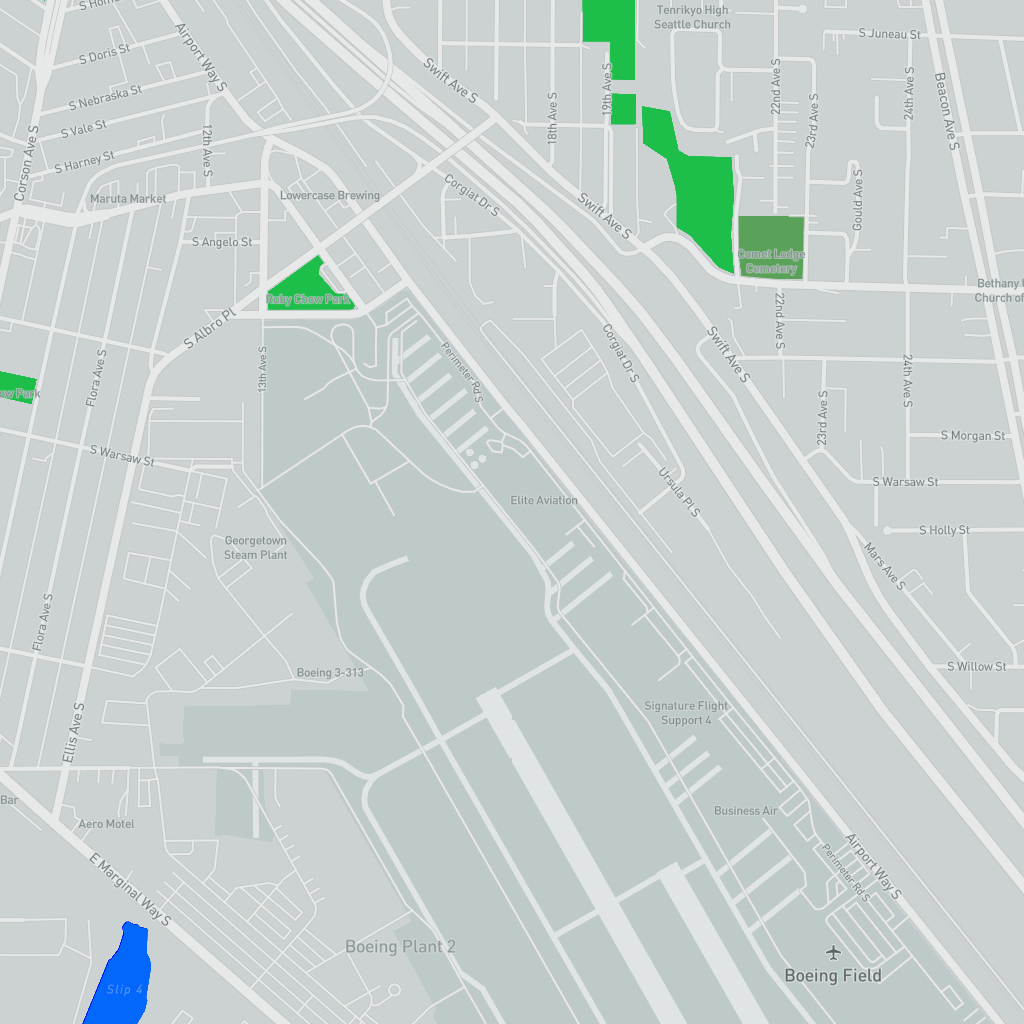 S Home
Tenrikyo High
Seattle Church
S Juneau St
S Doris St
Airport Way S
Swift Ave S
19th Ave S
22nd Ave S
24th Ave S
Beacon Ave S
S Nebraska St
18th Ave S
23rd Ave S
S Vale St
12th Ave S
Corson Ave S
S Harney St
Maruta Market
Lowercase Brewing
Corgiat Dr S
Swift Ave S
Gould Ave S
S Angelo St
Comet Lodge
Cemetery
Bethany
Church of
Ruby Chow Park
S Albro Pl
22nd Ave S
Perimeter Rd S
Corgiat Dr S
Swift Ave S
Flora Ave S
13th Ave S
24th Ave S
Park
23rd Ave S
S Morgan St
S Warsaw St
Ursula Pl S
S Warsaw St
Elite Aviation
S Holly St
Georgetown
Steam Plant
Mars Ave S
Flora Ave S
S Willow St
Boeing 3-313
Signature Flight
Support 4
Ellis Ave S
Bar
Aero Motel
Business Air
E Marginal Way S
Airport Way S
Perimeter Rd S
Boeing Plant 2
Slip 4
Boeing Field